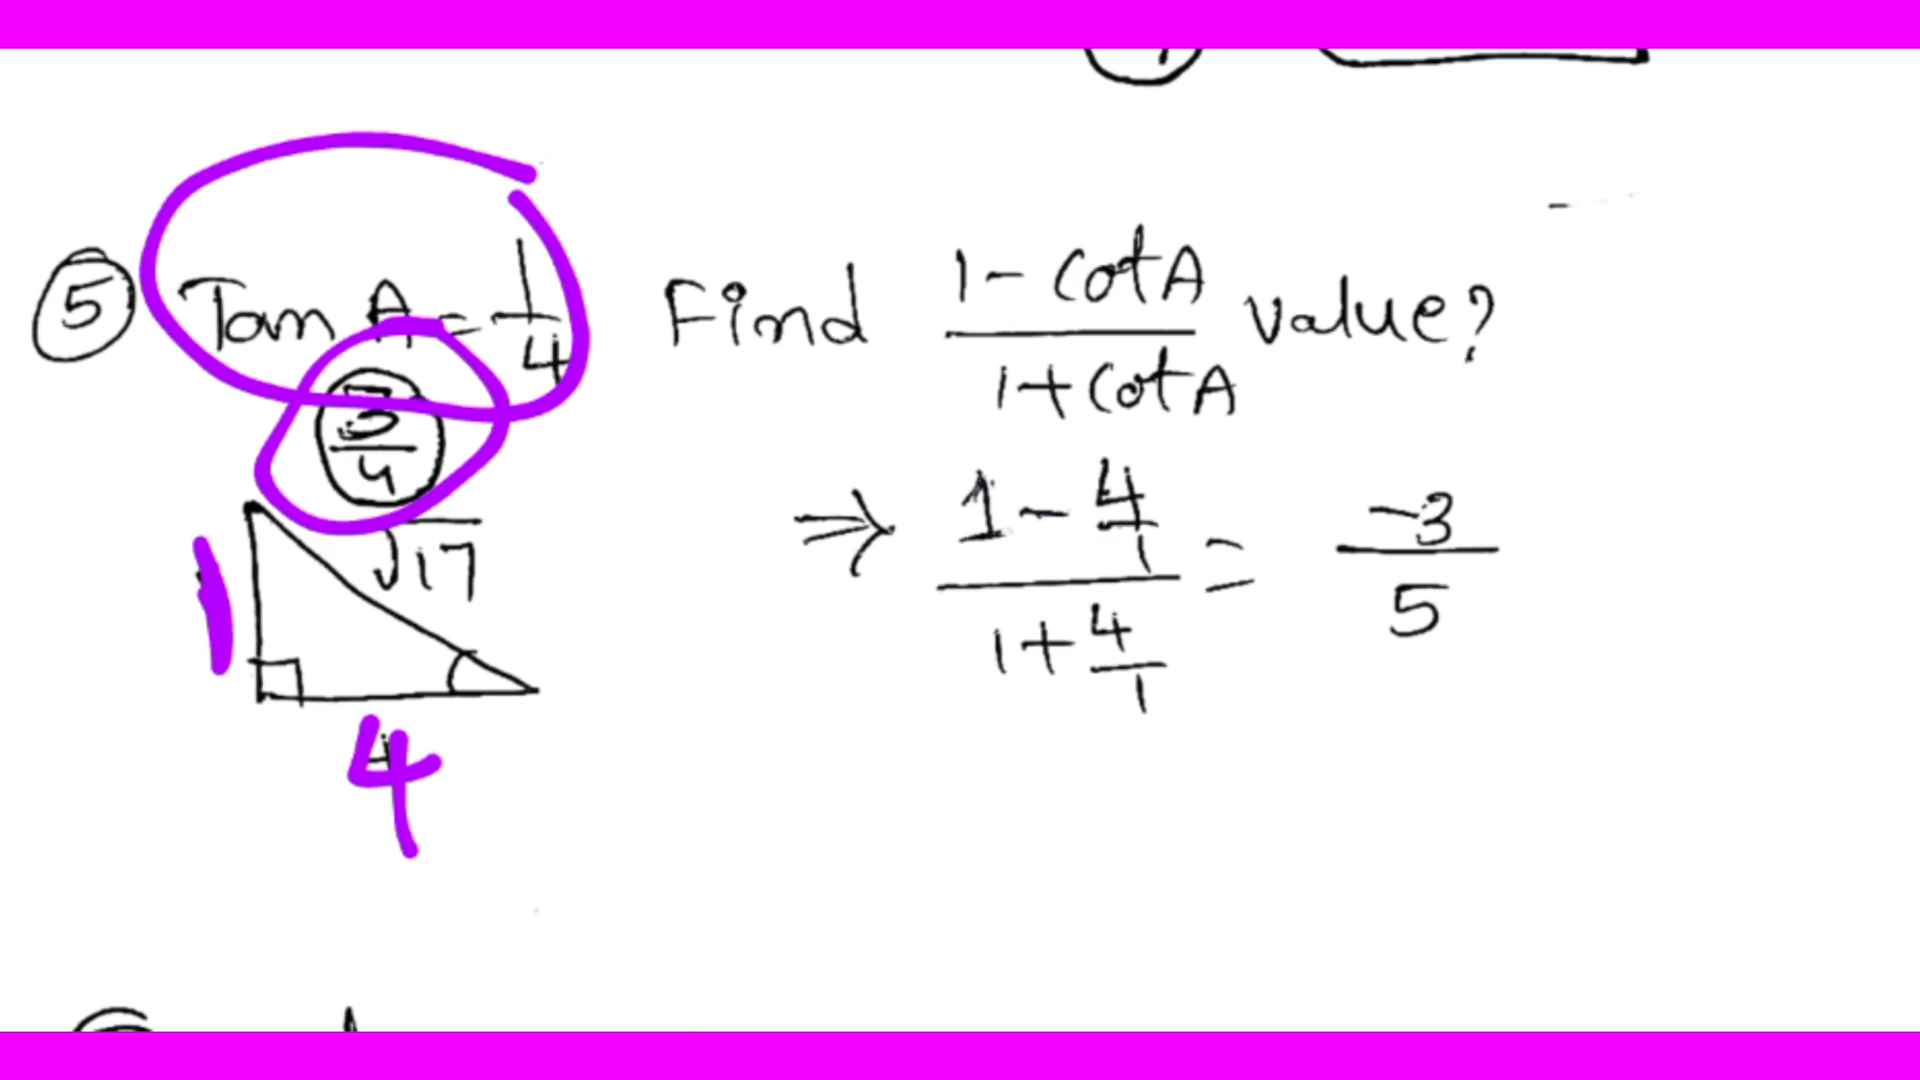 ⑤ Tan A = 1/4 Find (1 - cot A)/(1 + cot A) value?
3/4
√17
1
4
⇒ (1 - 4/1)/(1 + 4/1) = -3/5